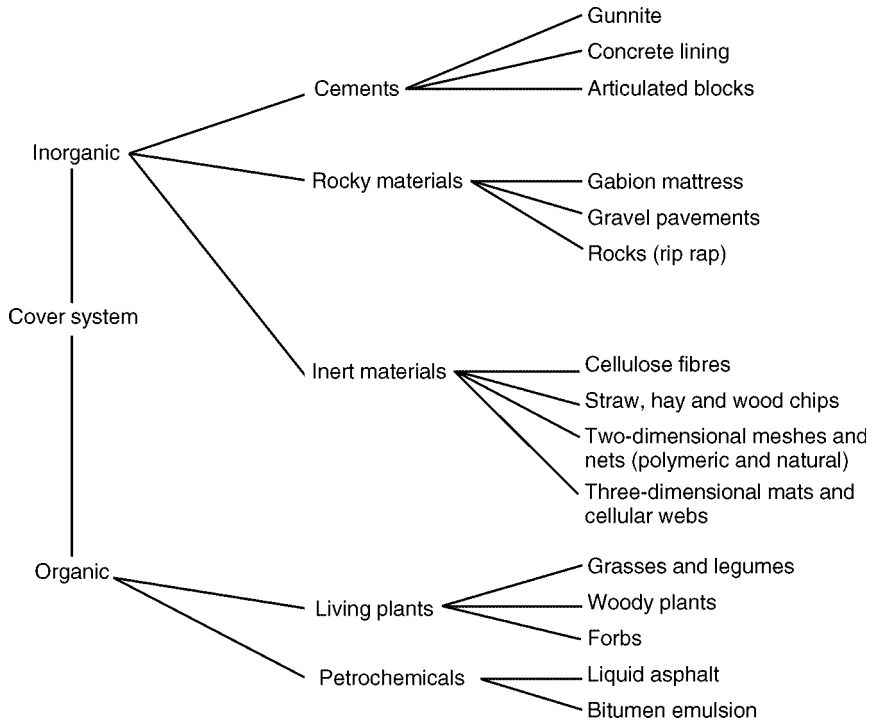 Gunnite
Concrete lining
Cements
Articulated blocks
Inorganic
Rocky materials
Gabion mattress
Gravel pavements
Rocks (rip rap)
Cover system
Inert materials
Cellulose fibres
Straw, hay and wood chips
Two-dimensional meshes and
nets (polymeric and natural)
Three-dimensional mats and
cellular webs
Organic
Grasses and legumes
Living plants
Woody plants
Forbs
Petrochemicals
Liquid asphalt
Bitumen emulsion